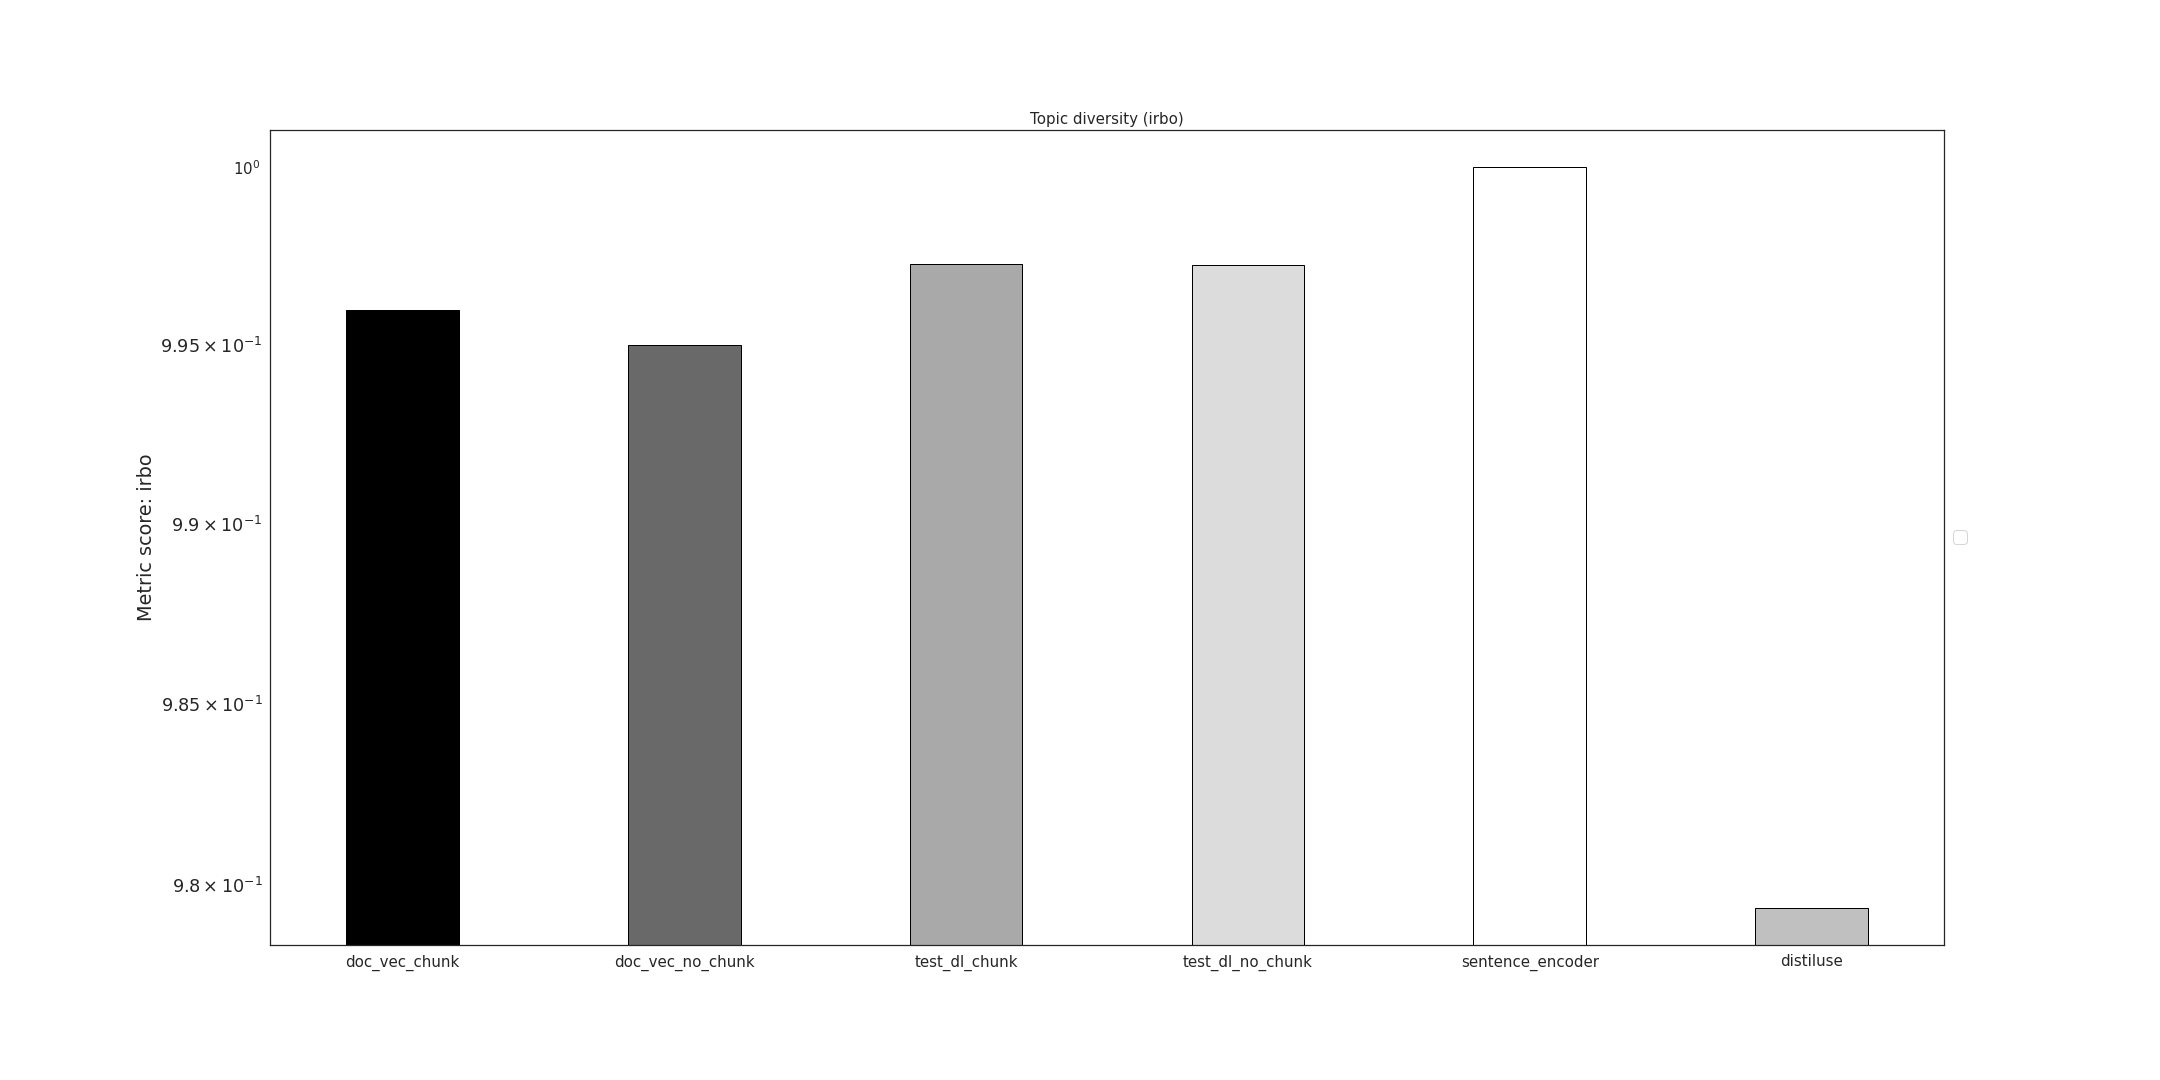 Topic diversity (irbo)
10⁰
9.95 × 10⁻¹
9.9 × 10⁻¹
9.85 × 10⁻¹
9.8 × 10⁻¹
Metric score: irbo
doc_vec_chunk doc_vec_no_chunk test_dl_chunk test_dl_no_chunk sentence_encoder distiluse